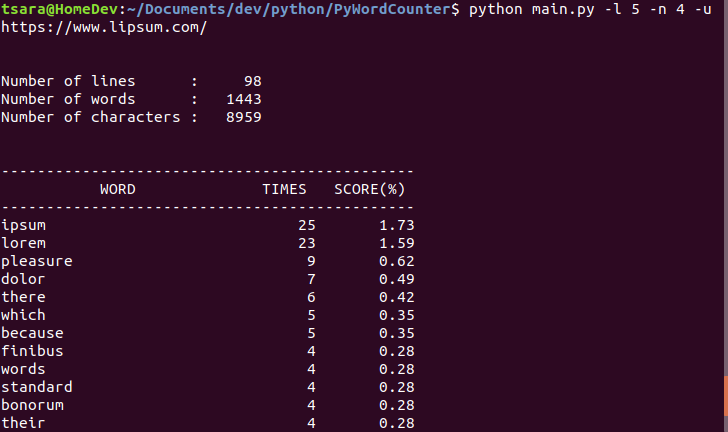 tsara@HomeDev:~/Documents/dev/python/PyWordCounter$ python main.py -l 5 -n 4 -u
https://www.lipsum.com/
Number of lines : 98
Number of words : 1443
Number of characters : 8959
----------------------------------------------
WORD TIMES SCORE(%)
----------------------------------------------
ipsum 25 1.73
lorem 23 1.59
pleasure 9 0.62
dolor 7 0.49
there 6 0.42
which 5 0.35
because 5 0.35
finibus 4 0.28
words 4 0.28
standard 4 0.28
bonorum 4 0.28
their 4 0.28